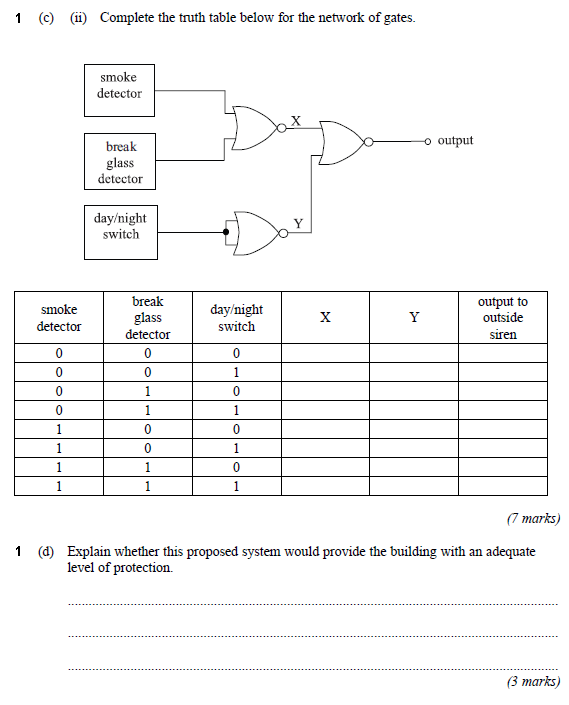 1 (c) (ii) Complete the truth table below for the network of gates.
smoke
detector
X
break
glass
detector
output
day/night
switch
Y
smoke
detector
break
glass
detector
day/night
switch
X
Y
output to
outside
siren
0 0 0
0 0 1
0 1 0
0 1 1
1 0 0
1 0 1
1 1 0
1 1 1
(7 marks)
1 (d) Explain whether this proposed system would provide the building with an adequate
level of protection.
(3 marks)